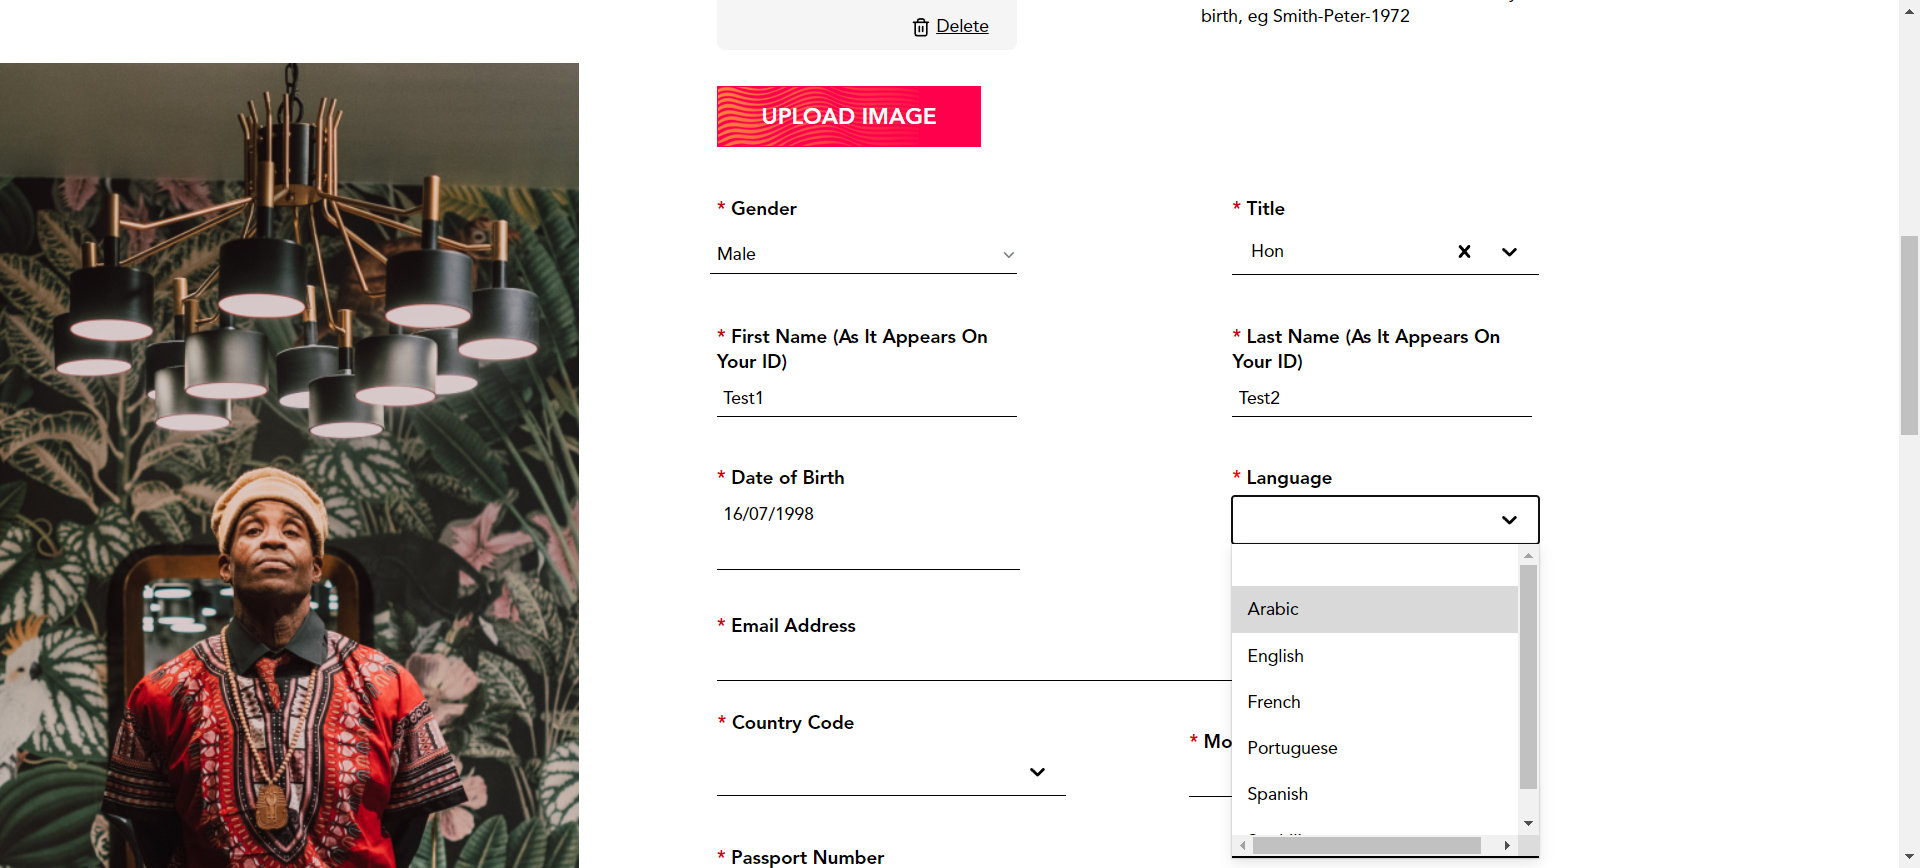 birth, eg Smith-Peter-1972
Delete
UPLOAD IMAGE
* Gender
* Title
Male
Hon
* First Name (As It Appears On
Your ID)
* Last Name (As It Appears On
Your ID)
Test1
Test2
* Date of Birth
* Language
16/07/1998
Arabic
* Email Address
English
French
* Country Code
* Mo
Portuguese
Spanish
* Passport Number